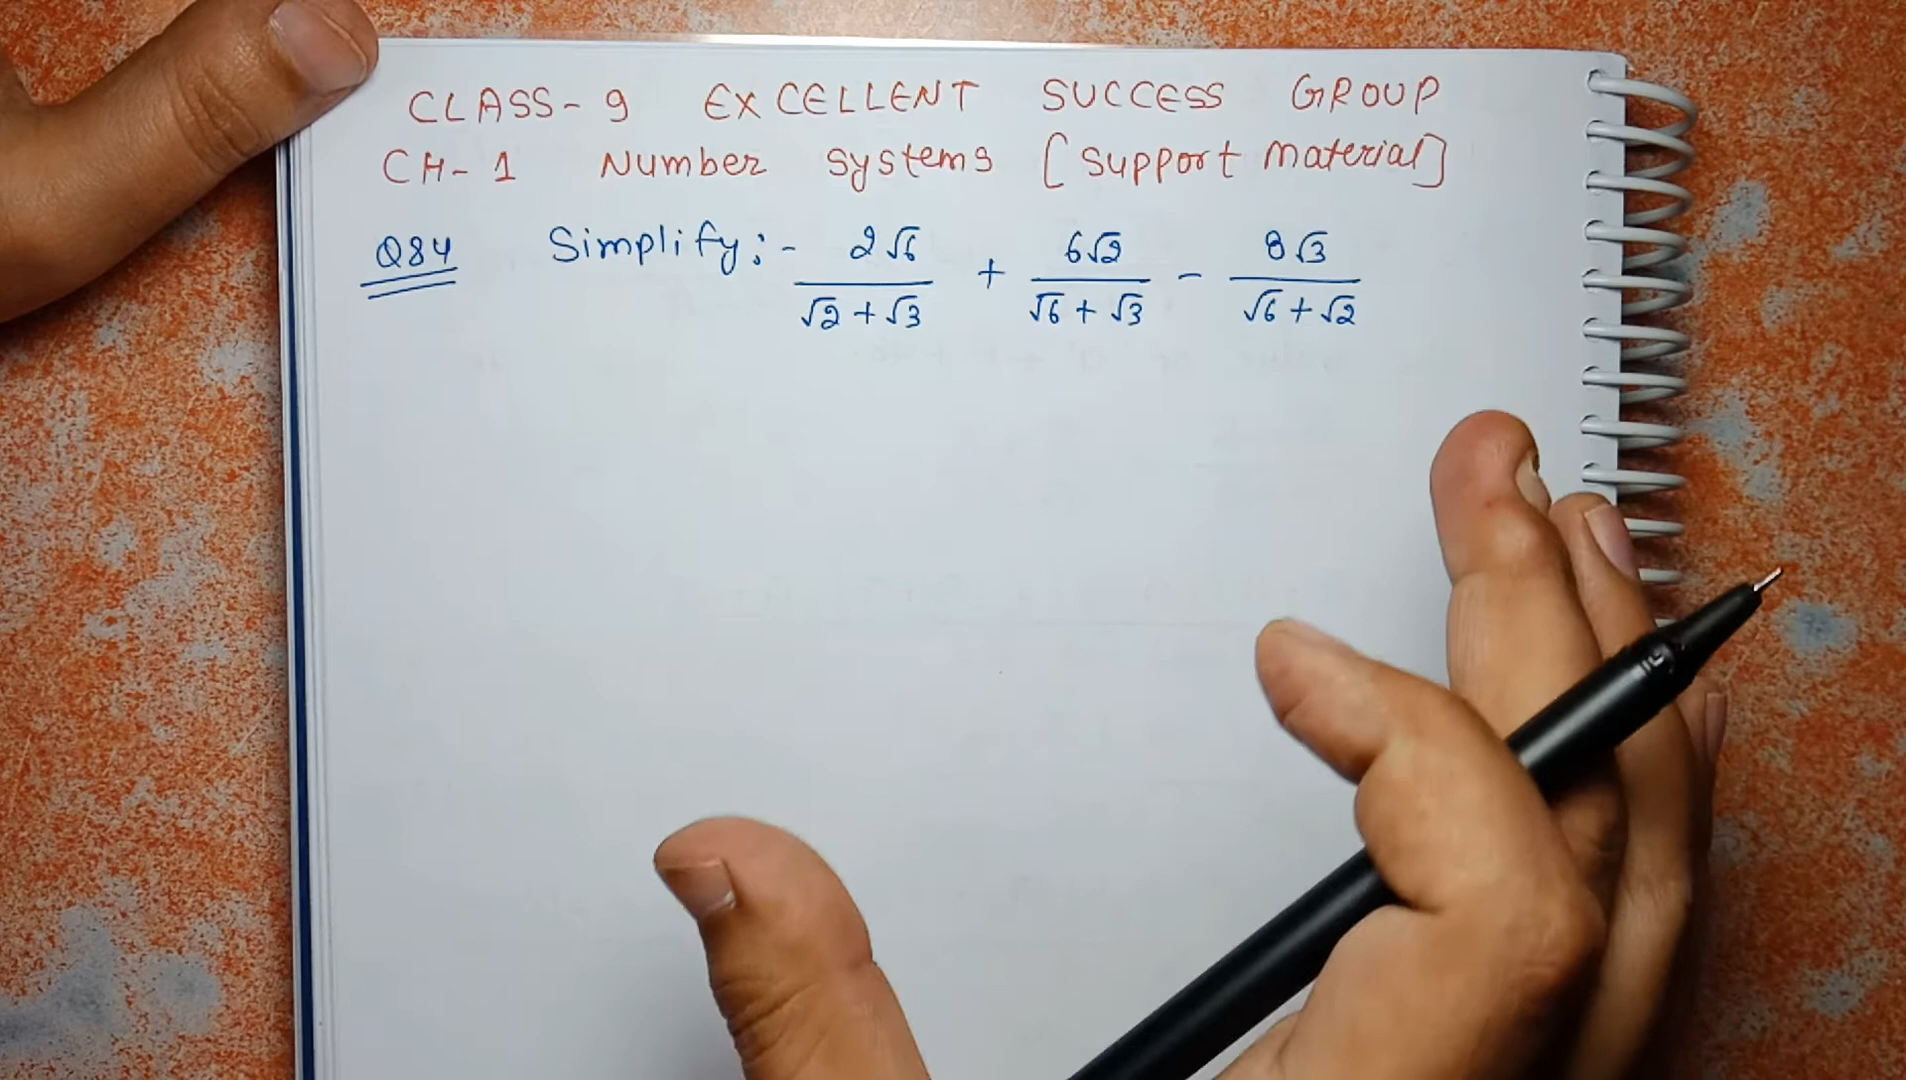 CLASS- 9 EXCELLENT SUCCESS GROUP
CH- 1 Number systems [support material]
Q84 Simplify:- 2√6/(√2+√3) + 6√2/(√6+√3) - 8√3/(√6+√2)